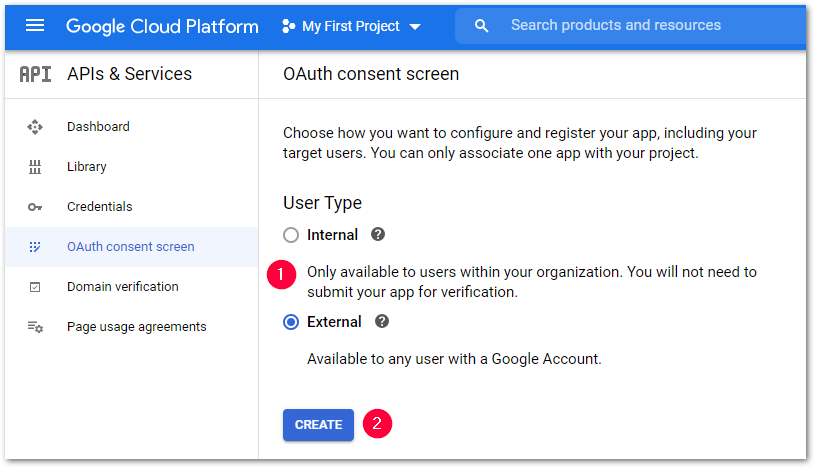 Google Cloud Platform
My First Project
Search products and resources
API APIs & Services
Dashboard
Library
Credentials
OAuth consent screen
Domain verification
Page usage agreements
OAuth consent screen
Choose how you want to configure and register your app, including your
target users. You can only associate one app with your project.
User Type
Internal ?
1
Only available to users within your organization. You will not need to
submit your app for verification.
External ?
Available to any user with a Google Account.
CREATE 2